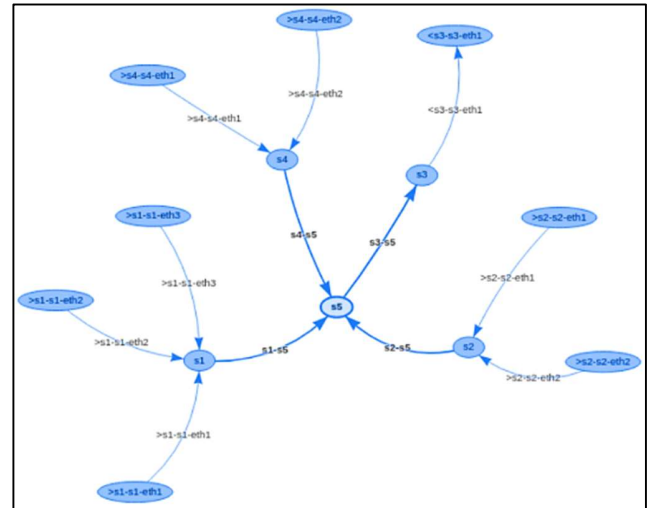 >s4-s4-eth2
<s3-s3-eth1
>s4-s4-eth1
>s4-s4-eth2
<s3-s3-eth1
>s4-s4-eth1
s4
s3
>s1-s1-eth3
>s2-s2-eth1
s4-s5
s3-s5
>s2-s2-eth1
>s1-s1-eth3
>s1-s1-eth2
s5
>s1-s1-eth2
s1
s1-s5
s2-s5
s2
>s2-s2-eth2
>s2-s2-eth2
>s1-s1-eth1
>s1-s1-eth1